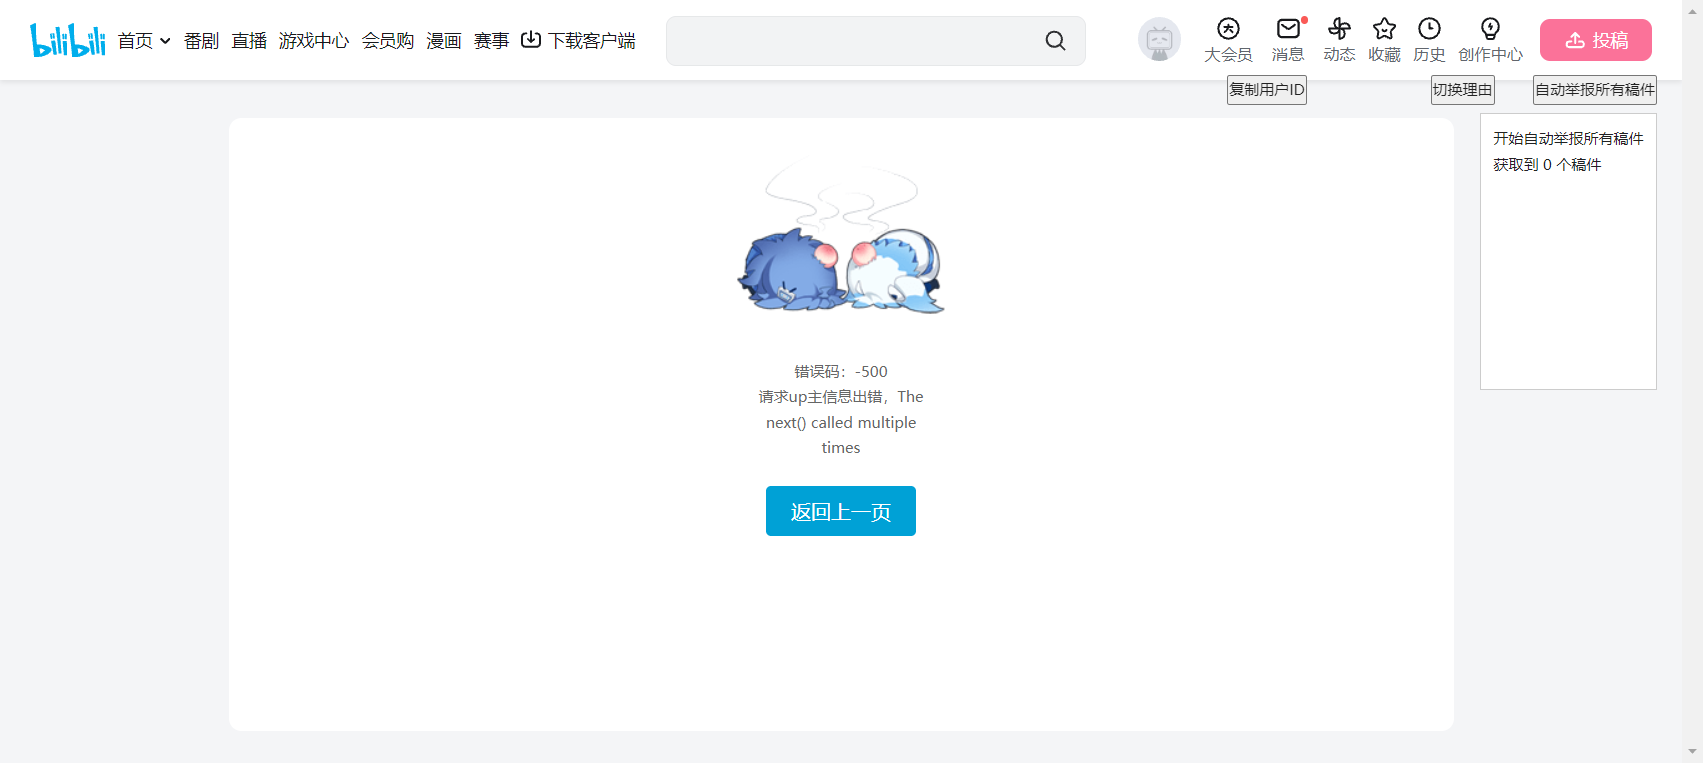 bilibili 首页 番剧 直播 游戏中心 会员购 漫画 赛事 下载客户端
大会员 消息 动态 收藏 历史 创作中心 投稿
复制用户ID 切换理由 自动举报所有稿件
开始自动举报所有稿件
获取到 0 个稿件
错误码：-500
请求up主信息出错，The
next() called multiple
times
返回上一页